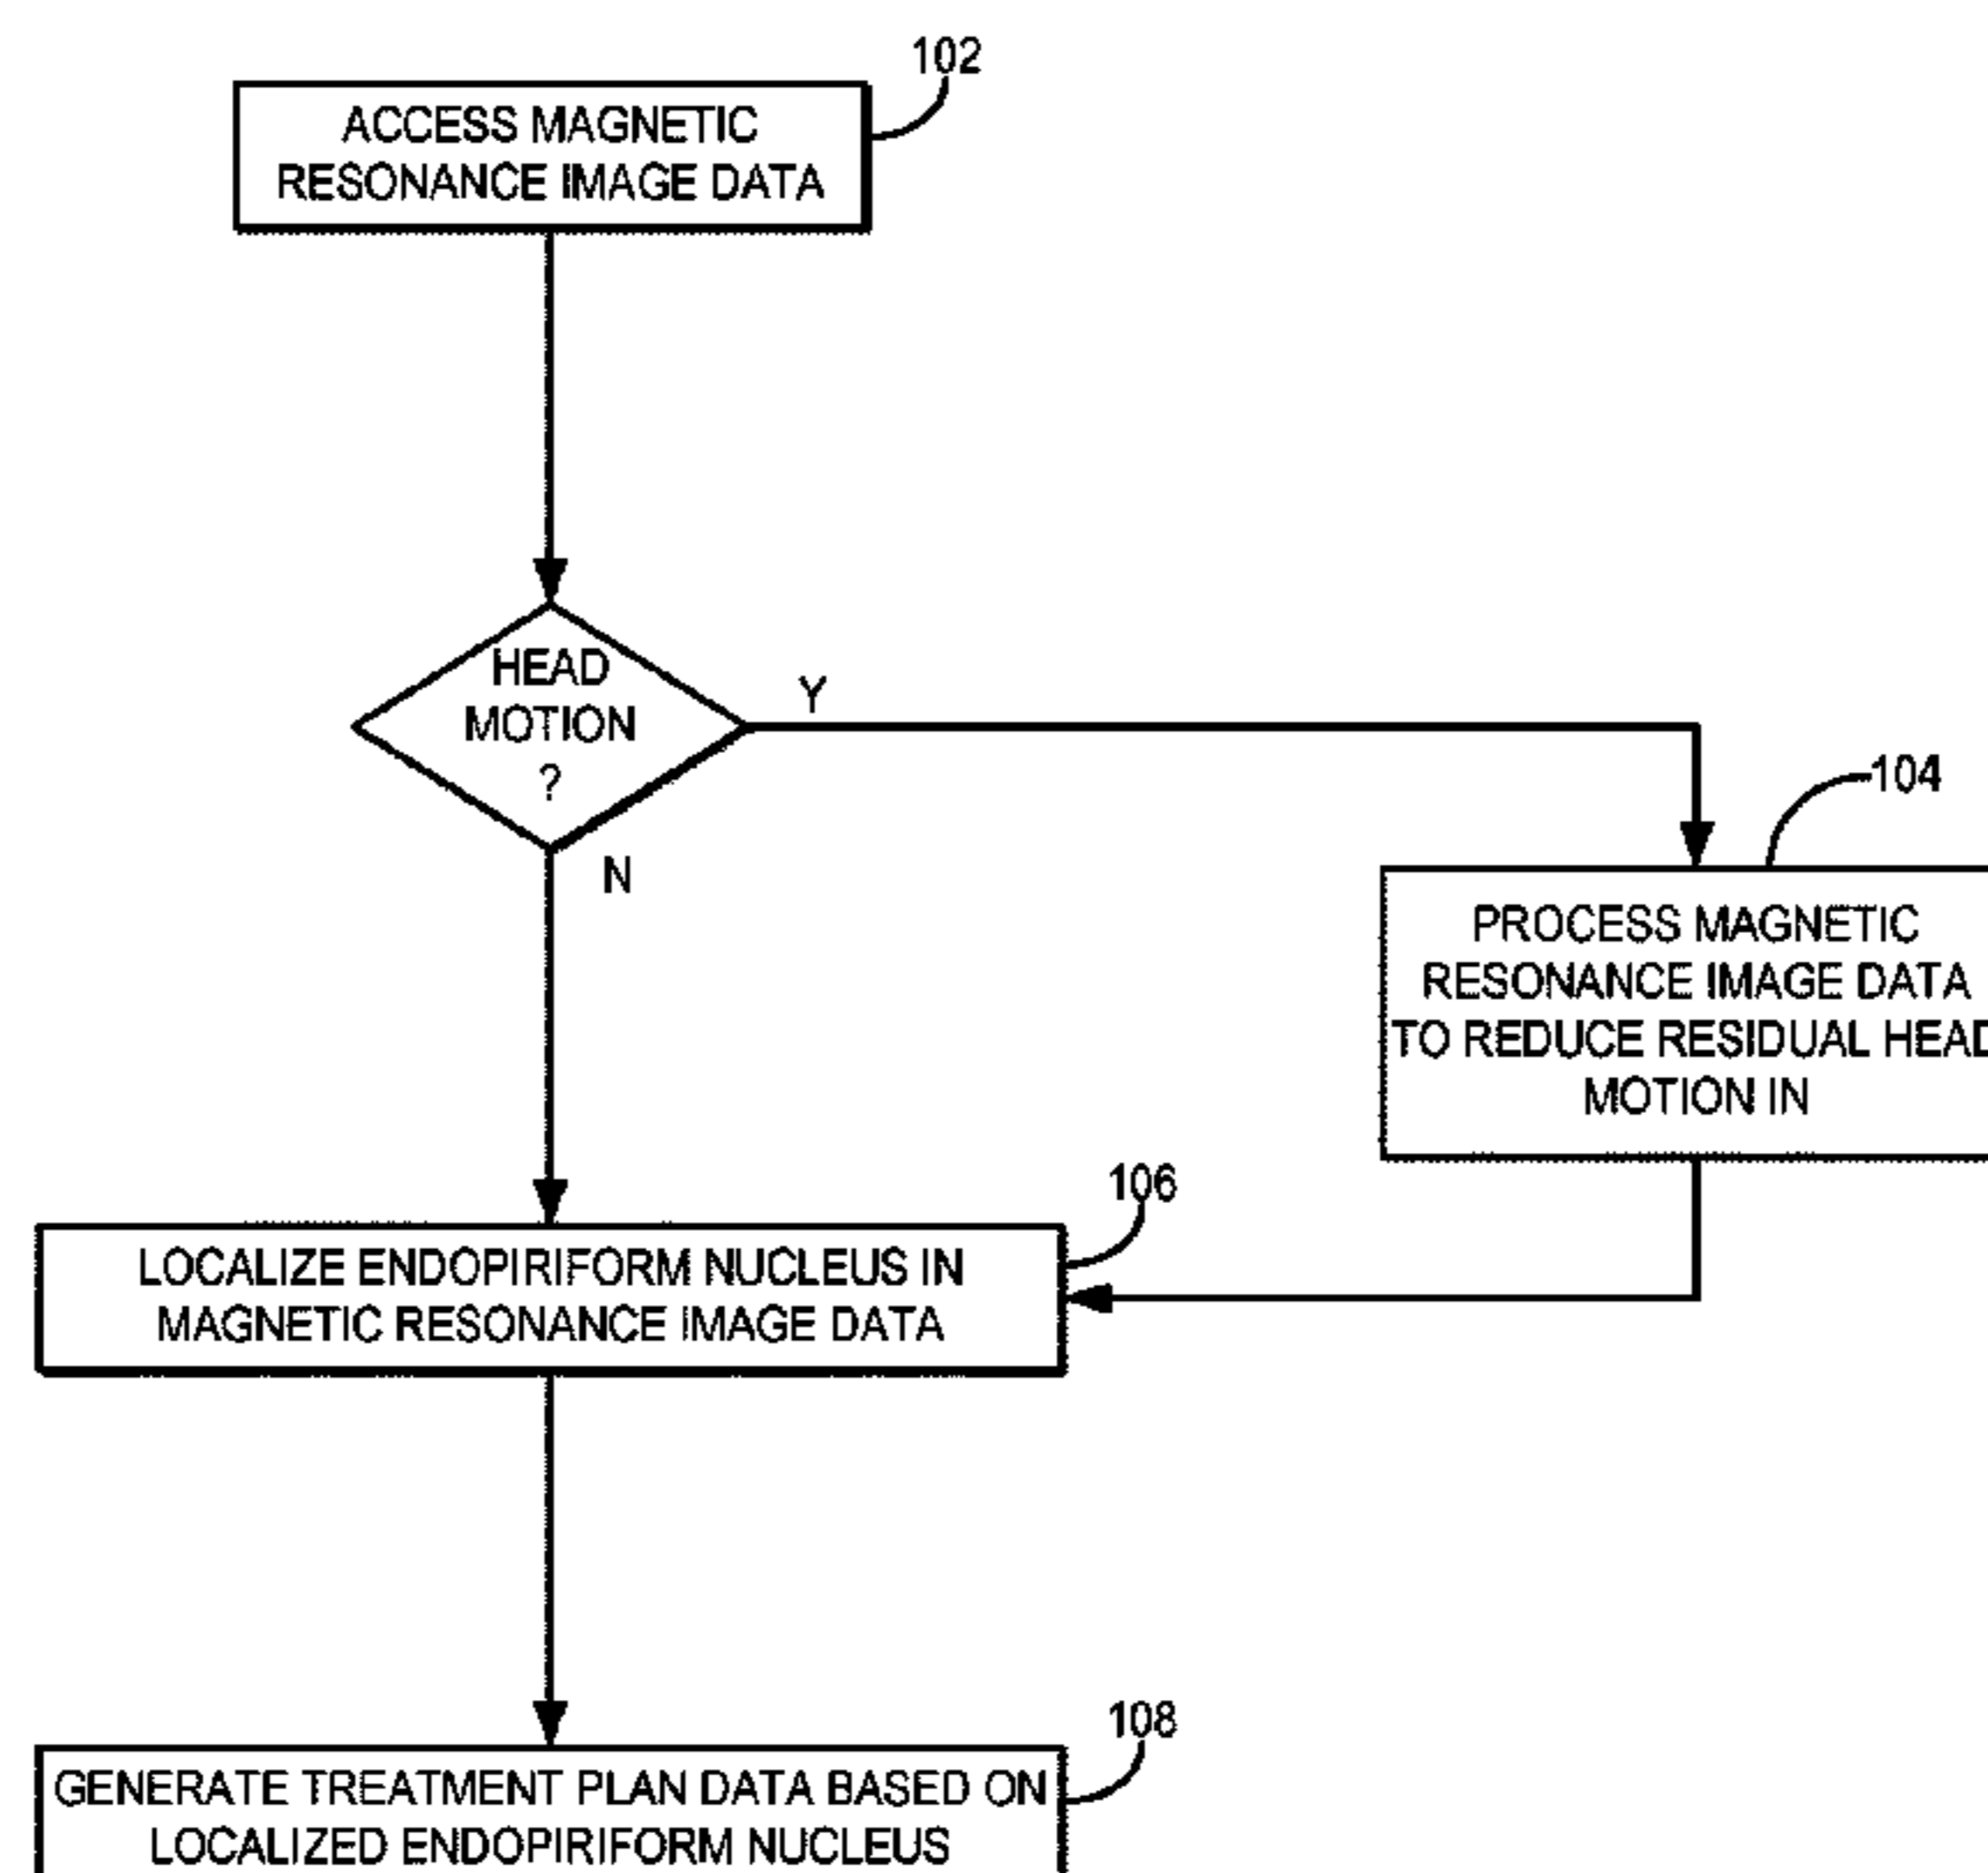 102
ACCESS MAGNETIC
RESONANCE IMAGE DATA
HEAD
MOTION
?
Y
N
104
PROCESS MAGNETIC
RESONANCE IMAGE DATA
TO REDUCE RESIDUAL HEAD
MOTION IN
106
LOCALIZE ENDOPIRIFORM NUCLEUS IN
MAGNETIC RESONANCE IMAGE DATA
108
GENERATE TREATMENT PLAN DATA BASED ON
LOCALIZED ENDOPIRIFORM NUCLEUS